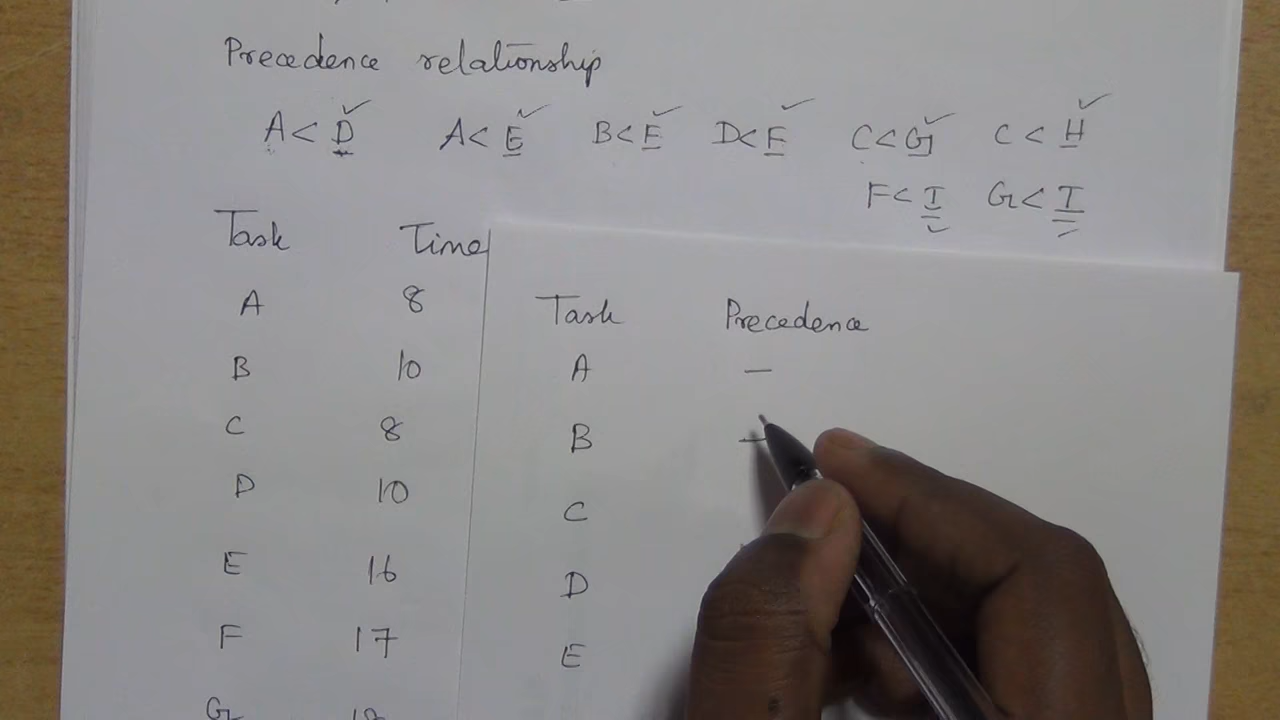 Precedence relationship
A < D ✓ A < E ✓ B < F ✓ D < F ✓ C < G ✓ C < H ✓
F < I G < I
Task Time
A 8
B 10
C 8
D 10
E 16
F 17
G
Task Precedence
A —
B —
C
D
E